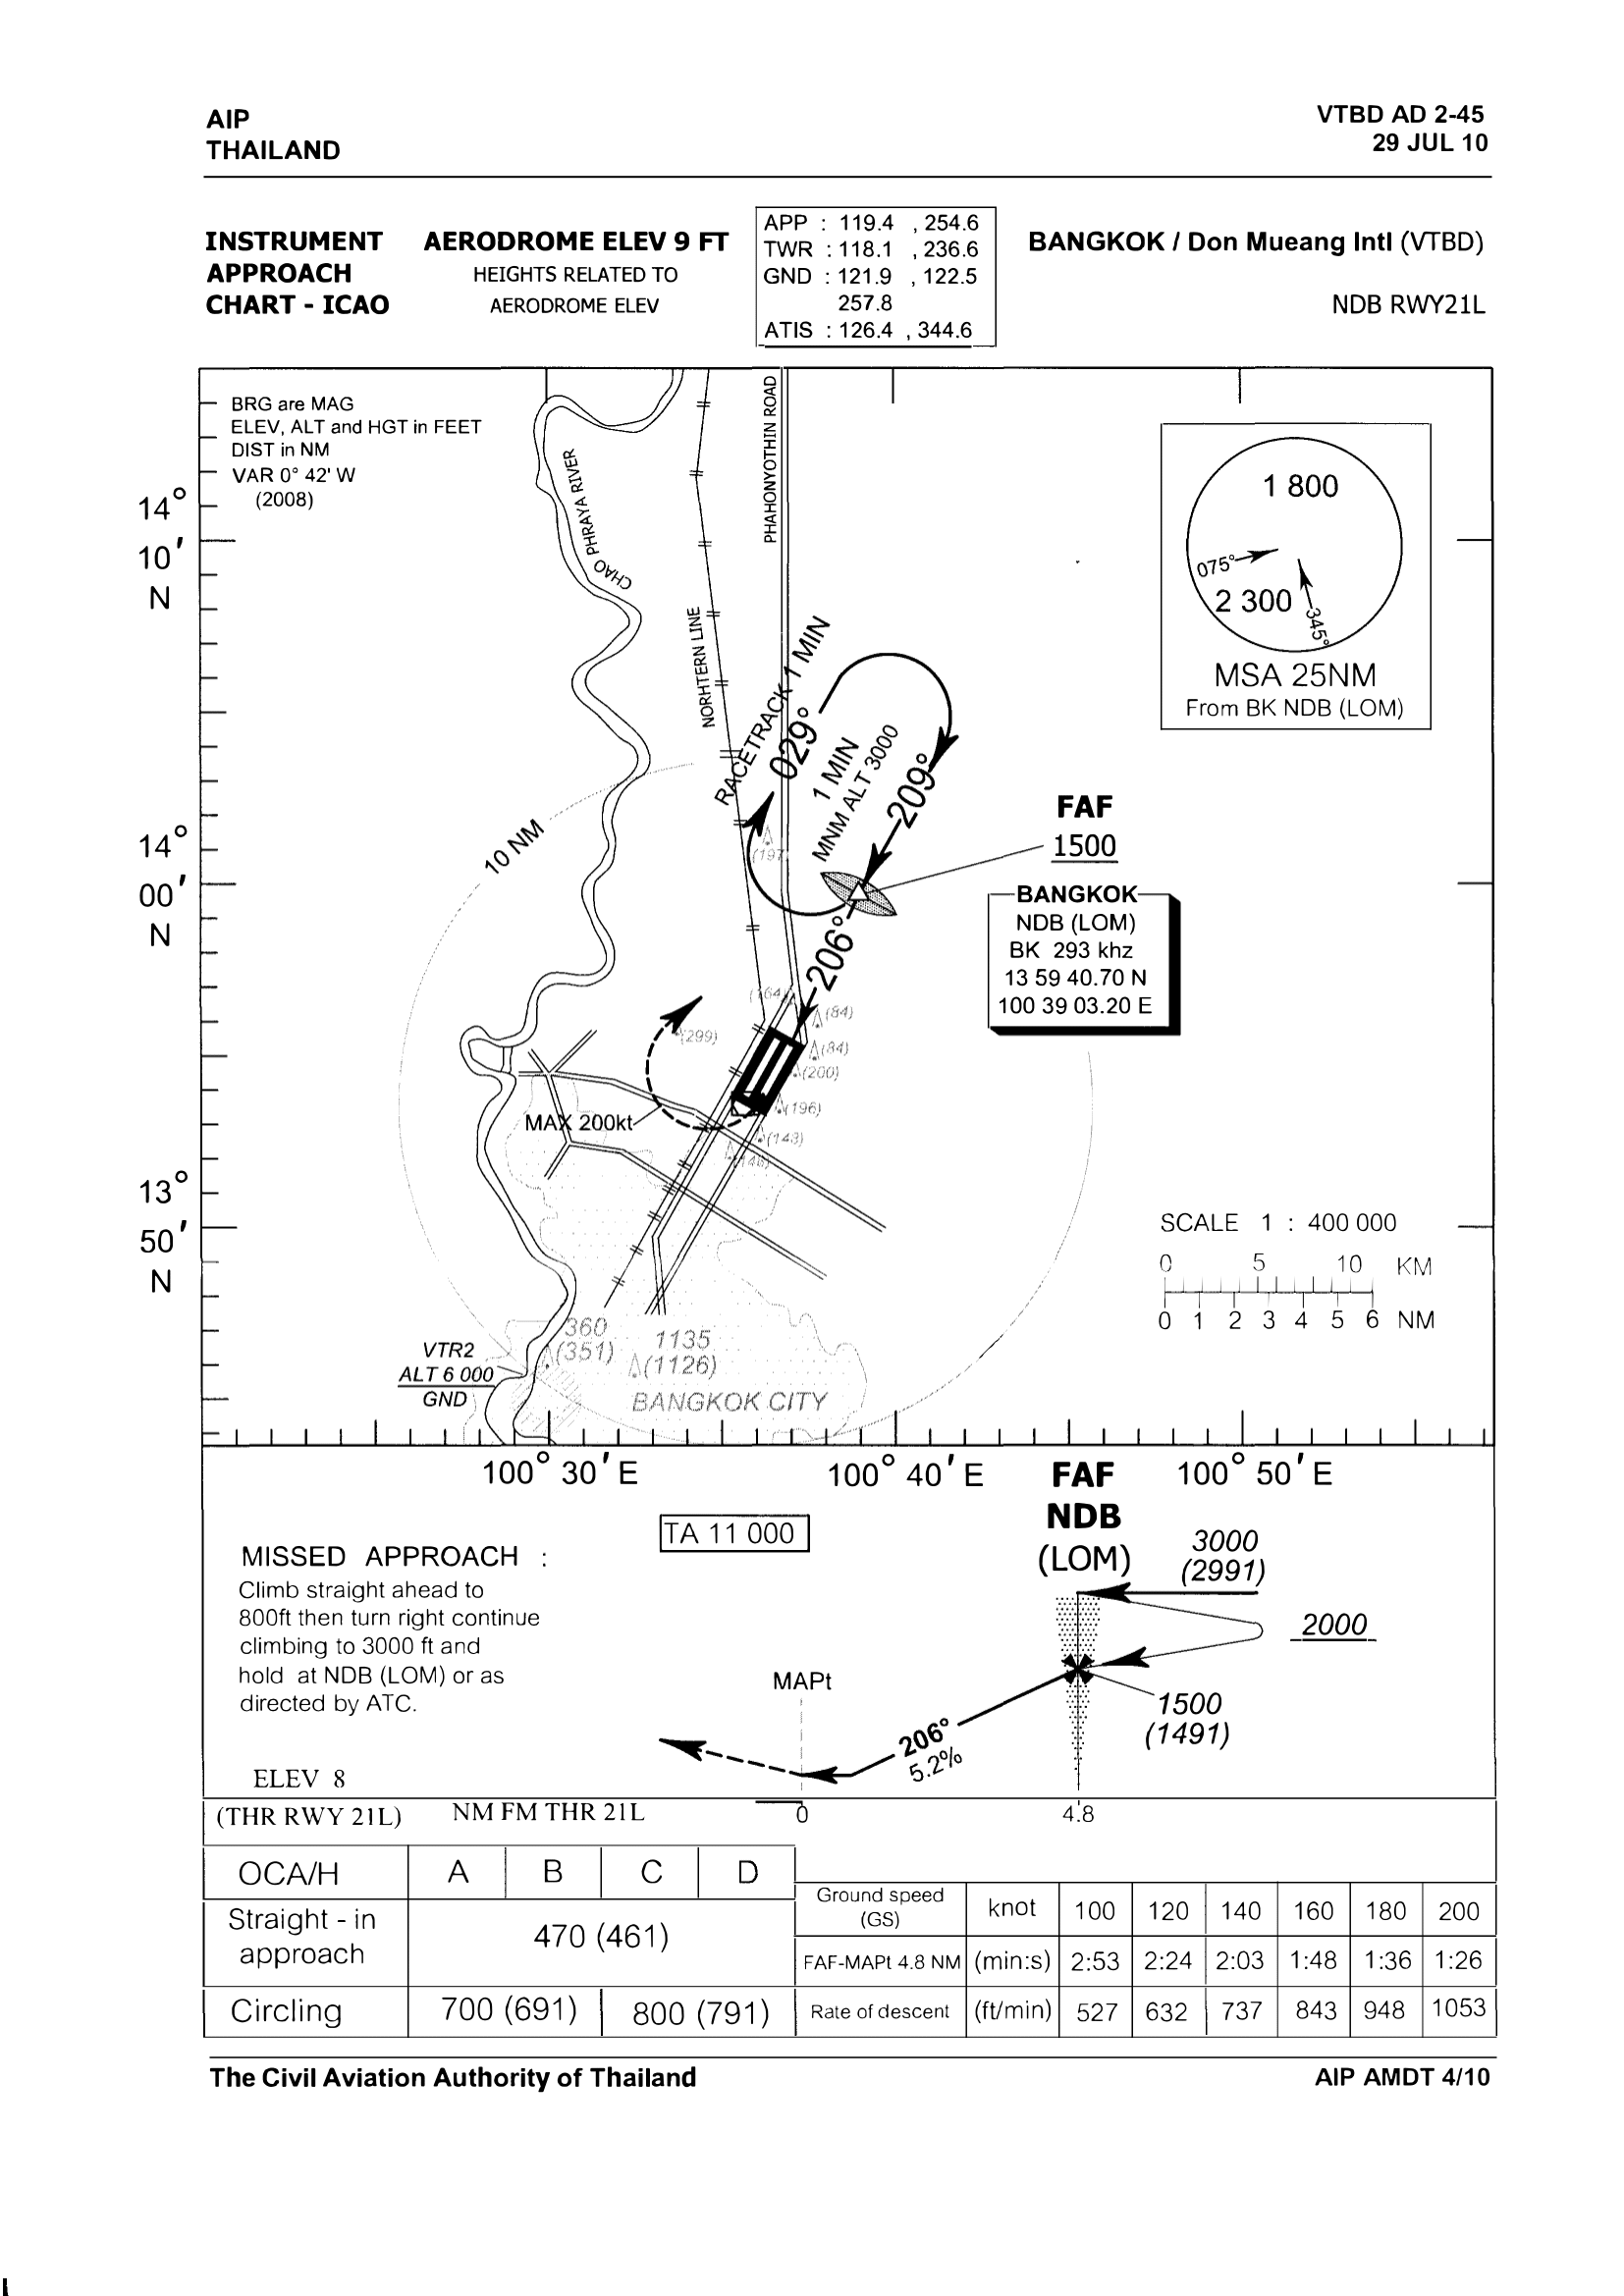 AIP
THAILAND
VTBD AD 2-45
29 JUL 10
INSTRUMENT
APPROACH
CHART - ICAO
AERODROME ELEV 9 FT
HEIGHTS RELATED TO
AERODROME ELEV
APP : 119.4 , 254.6
TWR : 118.1 , 236.6
GND : 121.9 , 122.5
257.8
ATIS : 126.4 , 344.6
BANGKOK / Don Mueang Intl (VTBD)
NDB RWY21L
BRG are MAG
ELEV, ALT and HGT in FEET
DIST in NM
VAR 0° 42' W
(2008)
14°
10'
N
14°
00'
N
13°
50'
N
CHAO PHRAYA RIVER
NORHTERN LINE
PHAHONYOTHIN ROAD
1 800
075°
2 300
345°
MSA 25NM
From BK NDB (LOM)
RACETRACK 1 MIN
029°
1 MIN
MNM ALT 3000
209°
FAF
1500
10 NM
(197)
BANGKOK
NDB (LOM)
BK 293 khz
13 59 40.70 N
100 39 03.20 E
206°
(164)
(84)
(299)
(84)
(200)
(196)
MAX 200kt
(143)
(146)
SCALE 1 : 400 000
0 5 10 KM
0 1 2 3 4 5 6 NM
360
(351)
1135
(1126)
VTR2
ALT 6 000
GND
BANGKOK CITY
100° 30' E
100° 40' E
100° 50' E
FAF
NDB
(LOM)
TA 11 000
3000
(2991)
2000
MISSED APPROACH :
Climb straight ahead to
800ft then turn right continue
climbing to 3000 ft and
hold at NDB (LOM) or as
directed by ATC.
MAPt
1500
(1491)
206°
5.2%
ELEV 8
(THR RWY 21L)
NM FM THR 21L
0
4.8
OCA/H A B C D
Straight - in
approach
470 (461)
Circling 700 (691) 800 (791)
Ground speed
(GS)
knot 100 120 140 160 180 200
FAF-MAPt 4.8 NM (min:s) 2:53 2:24 2:03 1:48 1:36 1:26
Rate of descent (ft/min) 527 632 737 843 948 1053
The Civil Aviation Authority of Thailand
AIP AMDT 4/10